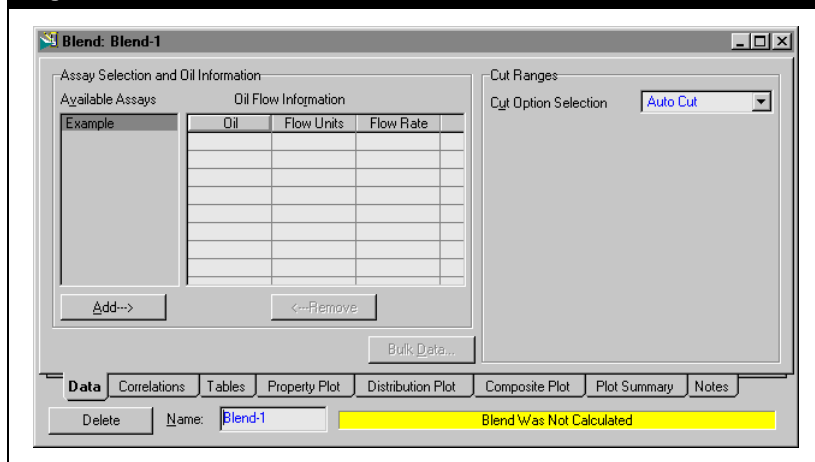 Blend: Blend-1
Assay Selection and Oil Information
Available Assays
Oil Flow Information
Example
Oil Flow Units Flow Rate
Add--->
<---Remove
Bulk Data...
Cut Ranges
Cut Option Selection Auto Cut
Data Correlations Tables Property Plot Distribution Plot Composite Plot Plot Summary Notes
Delete Name: Blend-1 Blend Was Not Calculated